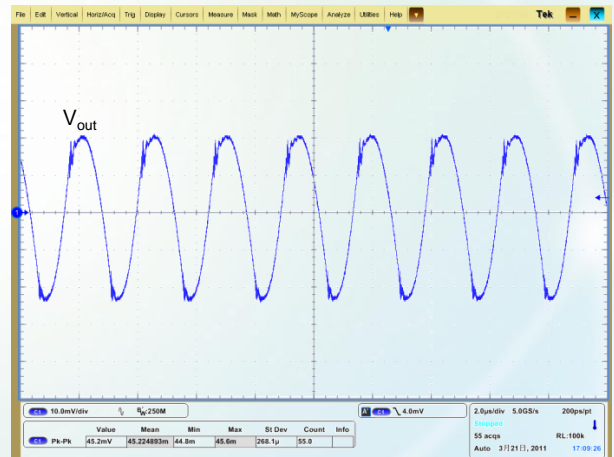 File Edit Vertical Horiz/Acq Trig Display Cursors Measure Mask Math MyScope Analyze Utilities Help Tek X
Vout
1
C1 10.0mV/div BW:250M
A' C1 4.0mV
2.0µs/div 5.0GS/s 200ps/pt
Stopped
55 acqs RL:100k
Auto 3月21日, 2011 17:09:26
Value Mean Min Max St Dev Count Info
C1 Pk-Pk 45.2mV 45.224893m 44.8m 45.6m 268.1µ 55.0